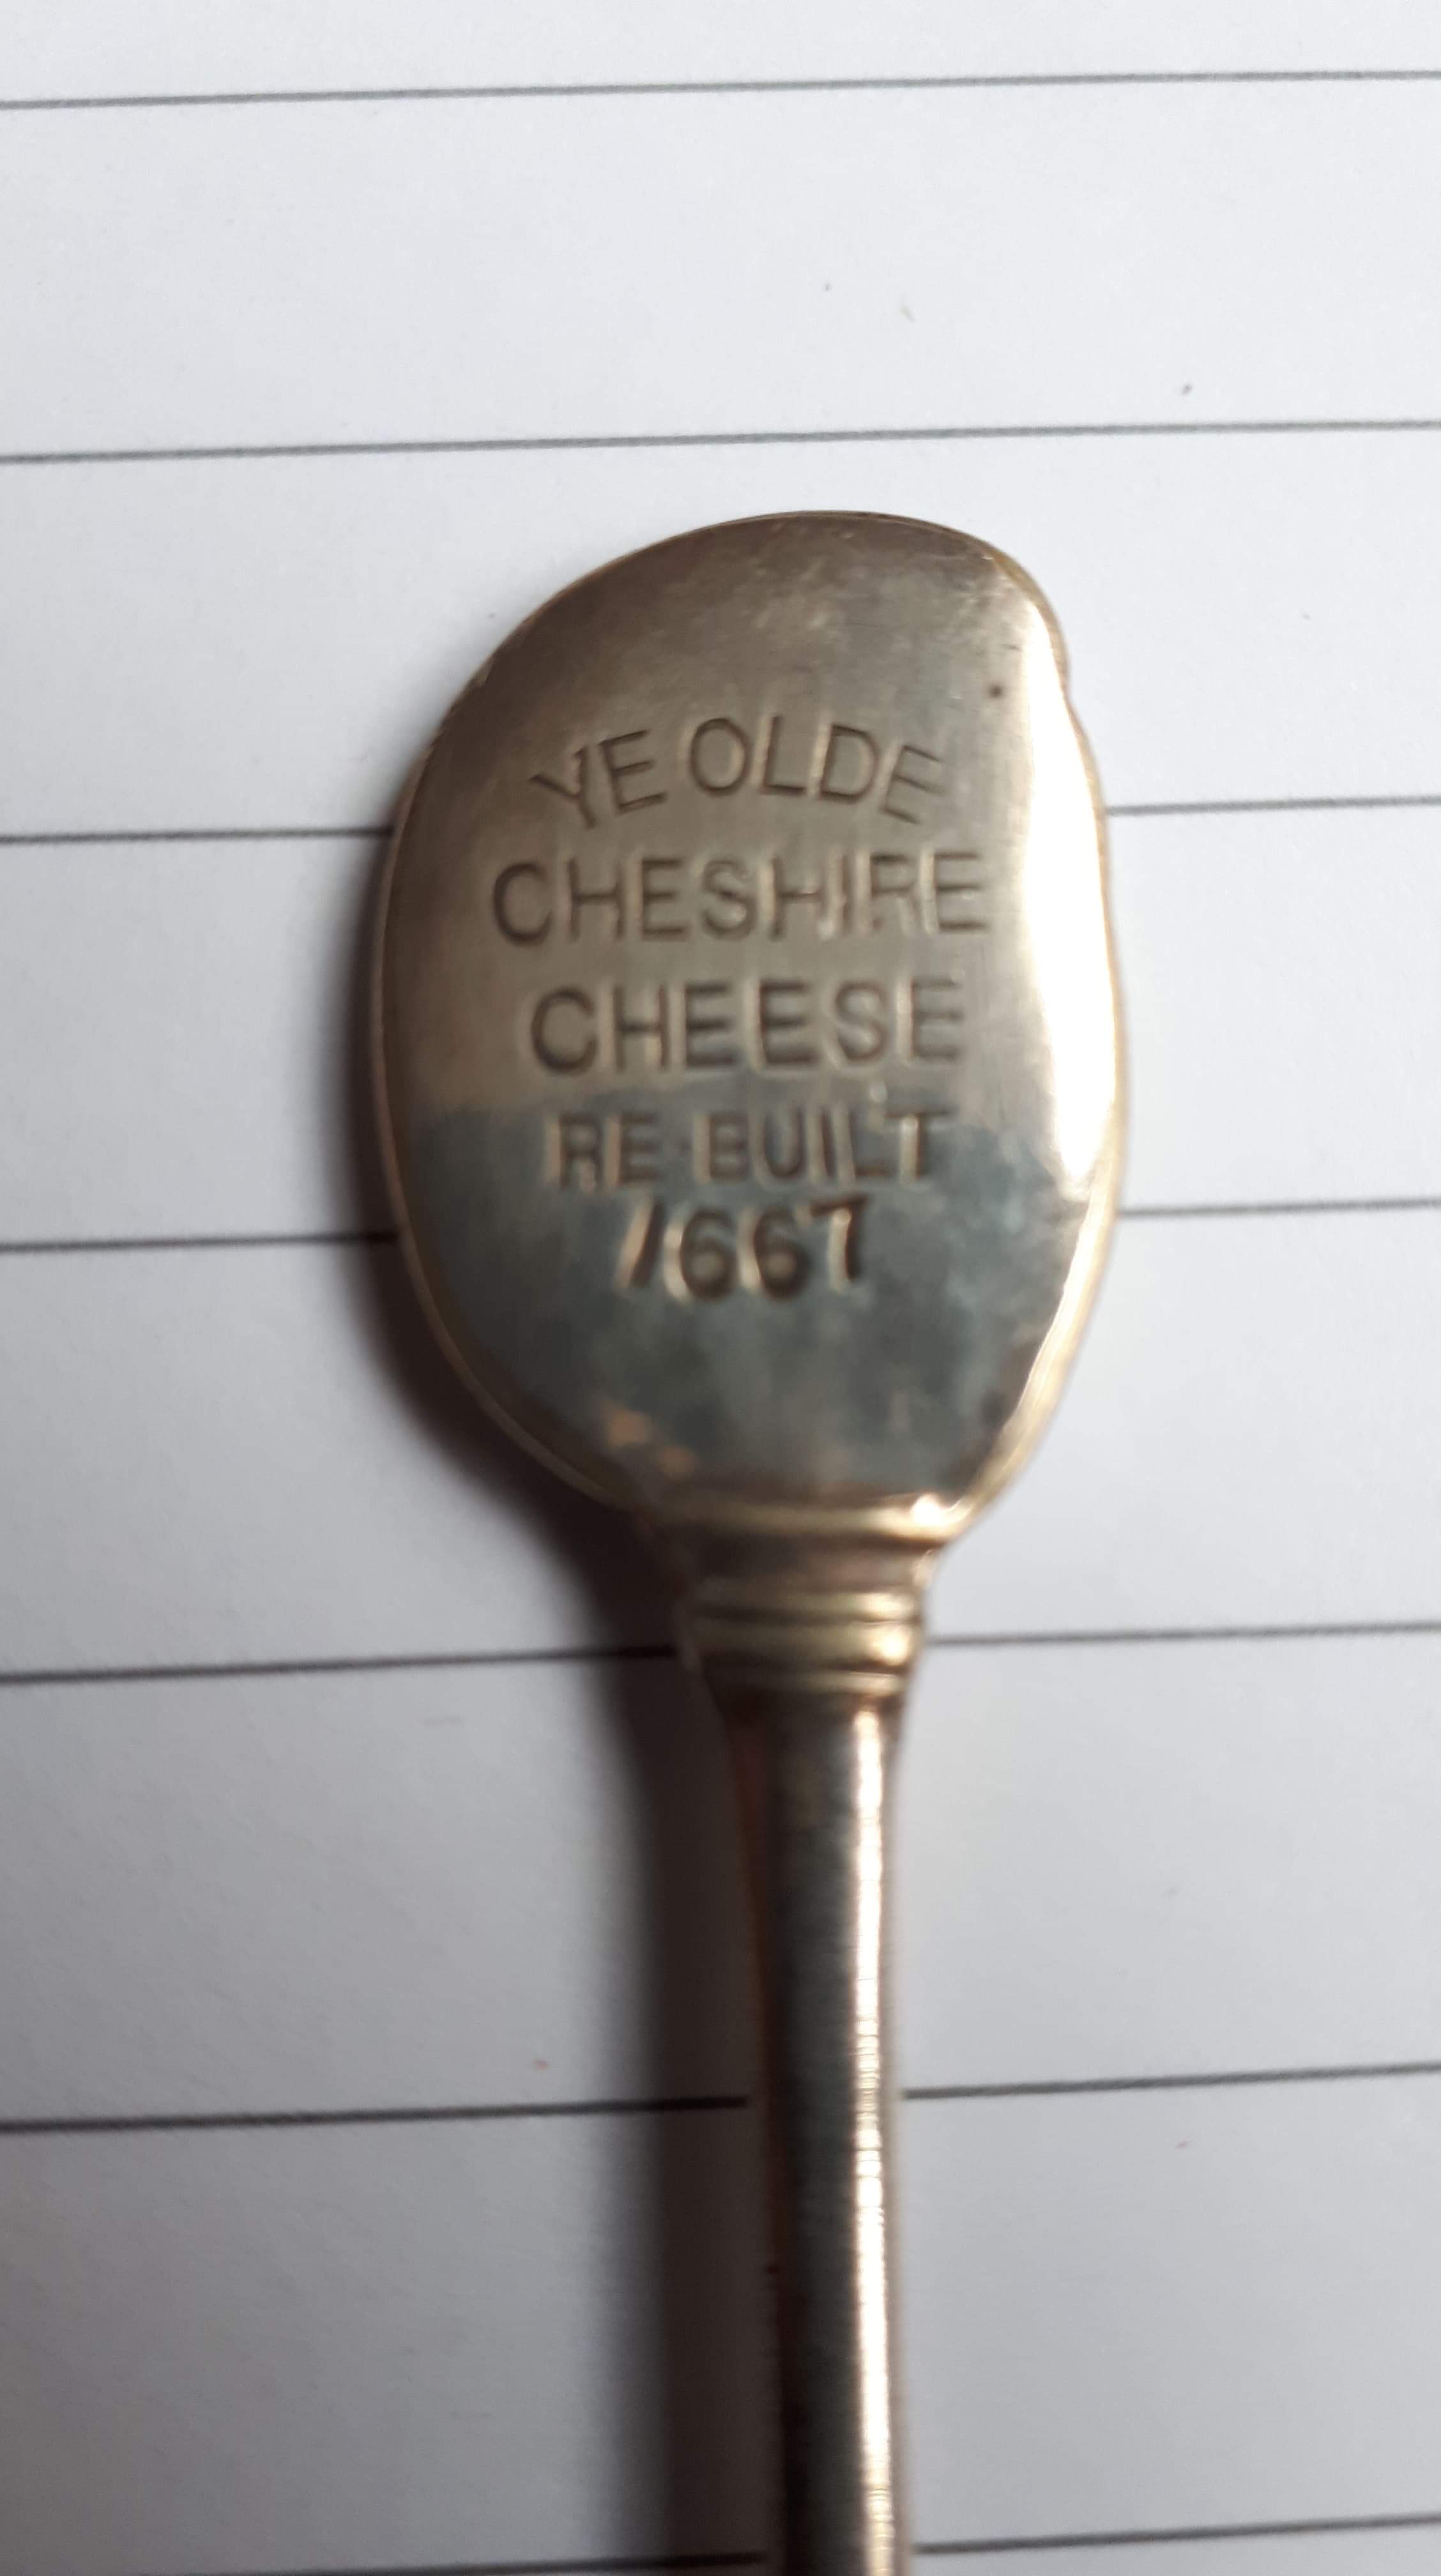 YE OLDE
CHESHIRE
CHEESE
RE BUILT
1667